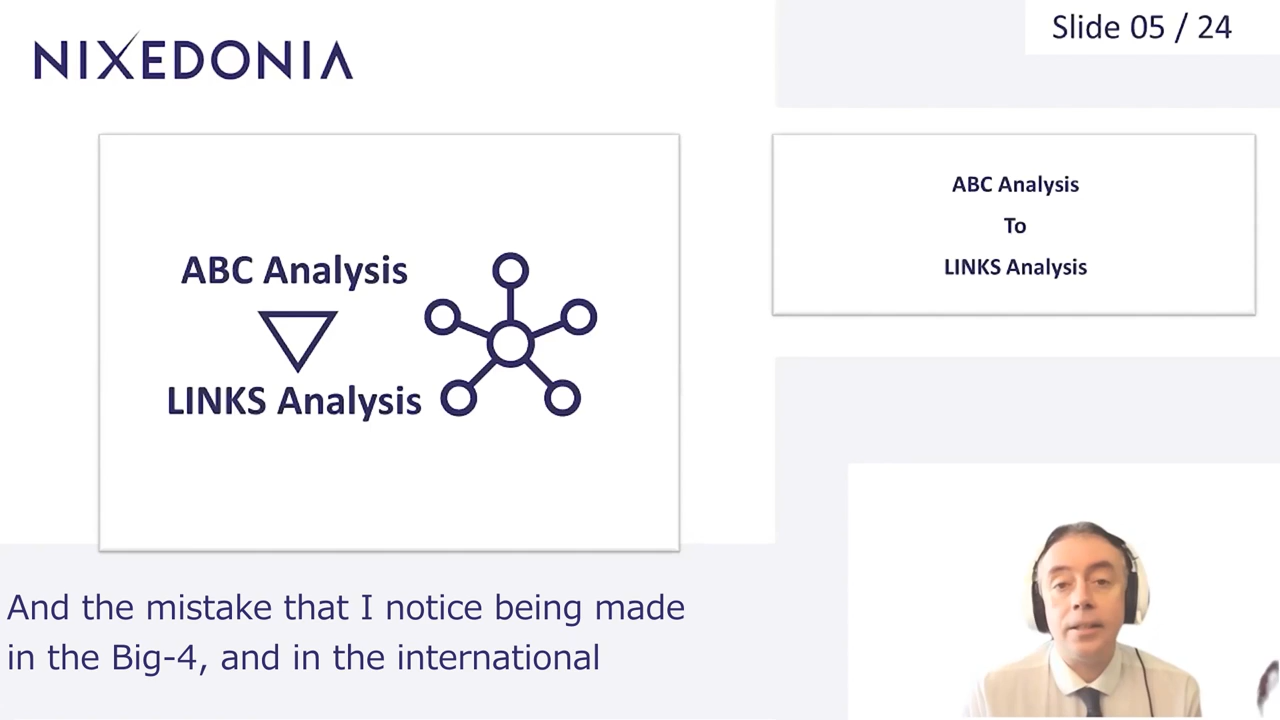 NIXEDONIA
Slide 05 / 24
ABC Analysis
LINKS Analysis
ABC Analysis
To
LINKS Analysis
And the mistake that I notice being made
in the Big-4, and in the international